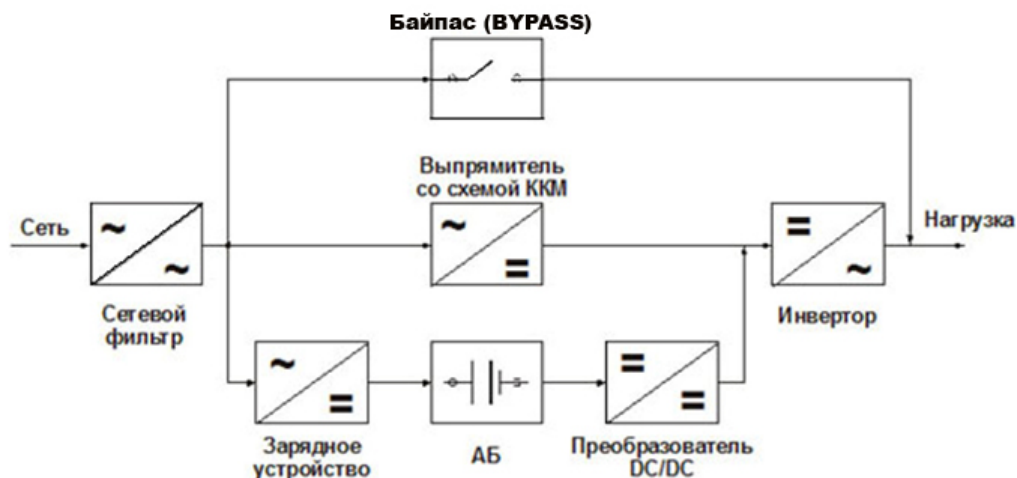 Байпас (BYPASS)
Выпрямитель
со схемой ККМ
Сеть
Нагрузка
Сетевой
фильтр
Инвертор
Зарядное
устройство
АБ
Преобразователь
DC/DC